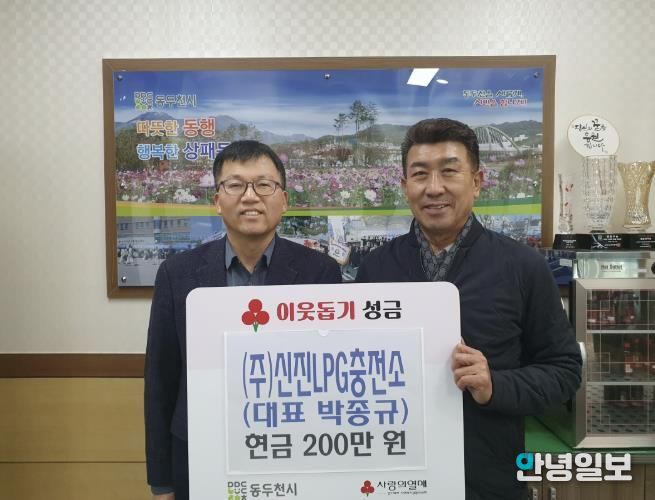 동두천시
따뜻한 동행
행복한 상패동
이웃돕기 성금
(주)신진LPG충전소
(대표 박종규)
현금 200만 원
동두천시
사랑의열매
안녕일보